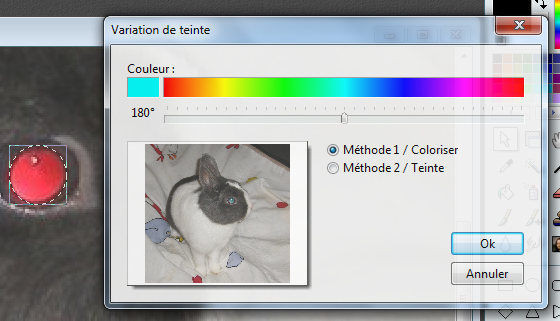 Variation de teinte
Couleur :
180°
Méthode 1 / Coloriser
Méthode 2 / Teinte
Ok
Annuler